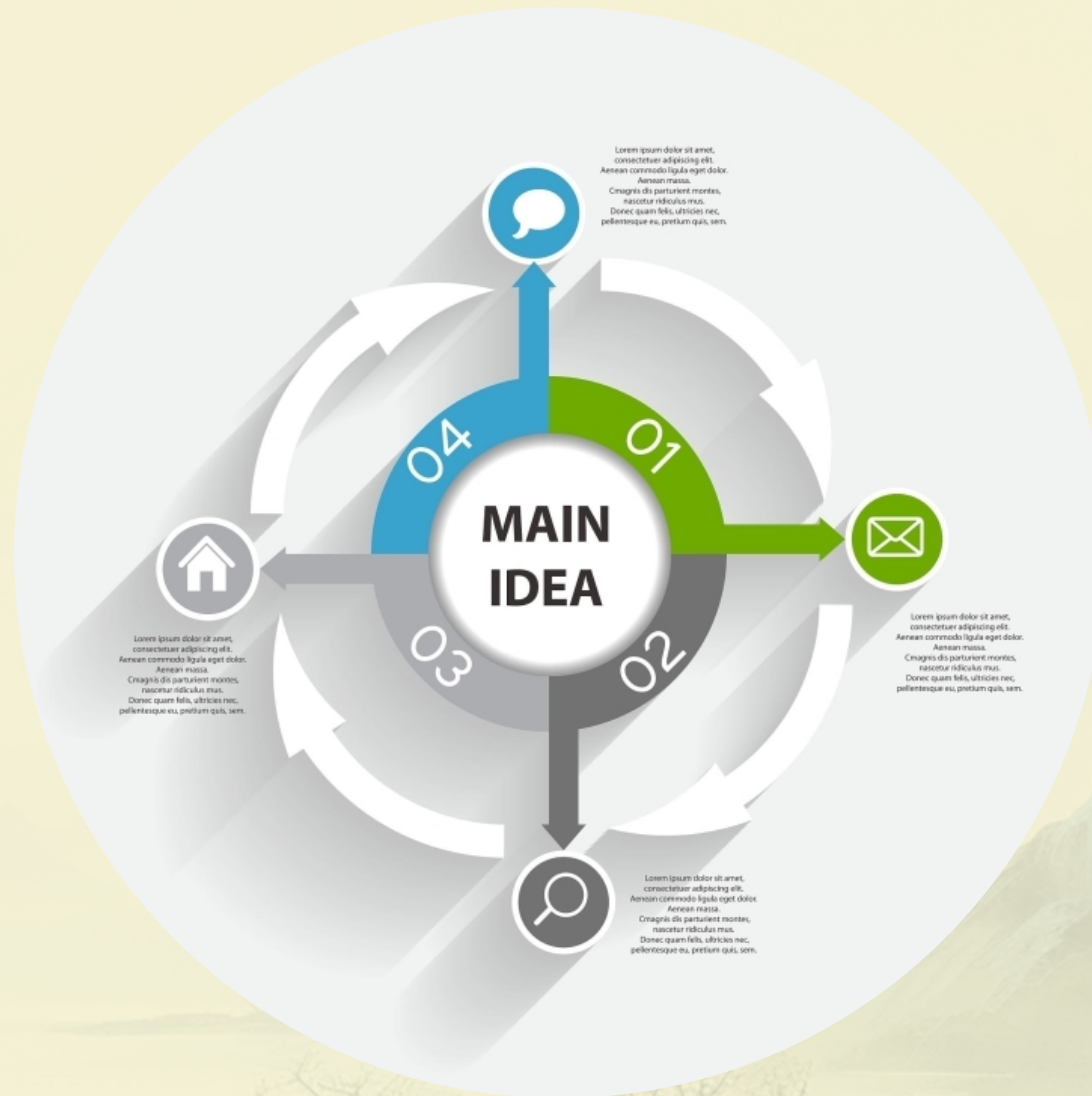 Lorem ipsum dolor sit amet,
consectetuer adipiscing elit.
Aenean commodo ligula eget dolor.
Aenean massa.
Cmagnis dis parturient montes,
nascetur ridiculus mus.
Donec quam felis, ultricies nec,
pellentesque eu, pretium quis, sem.
04
01
MAIN
IDEA
03
02
Lorem ipsum dolor sit amet,
consectetuer adipiscing elit.
Aenean commodo ligula eget dolor.
Aenean massa.
Cmagnis dis parturient montes,
nascetur ridiculus mus.
Donec quam felis, ultricies nec,
pellentesque eu, pretium quis, sem.
Lorem ipsum dolor sit amet,
consectetuer adipiscing elit.
Aenean commodo ligula eget dolor.
Aenean massa.
Cmagnis dis parturient montes,
nascetur ridiculus mus.
Donec quam felis, ultricies nec,
pellentesque eu, pretium quis, sem.
Lorem ipsum dolor sit amet,
consectetuer adipiscing elit.
Aenean commodo ligula eget dolor.
Aenean massa.
Cmagnis dis parturient montes,
nascetur ridiculus mus.
Donec quam felis, ultricies nec,
pellentesque eu, pretium quis, sem.